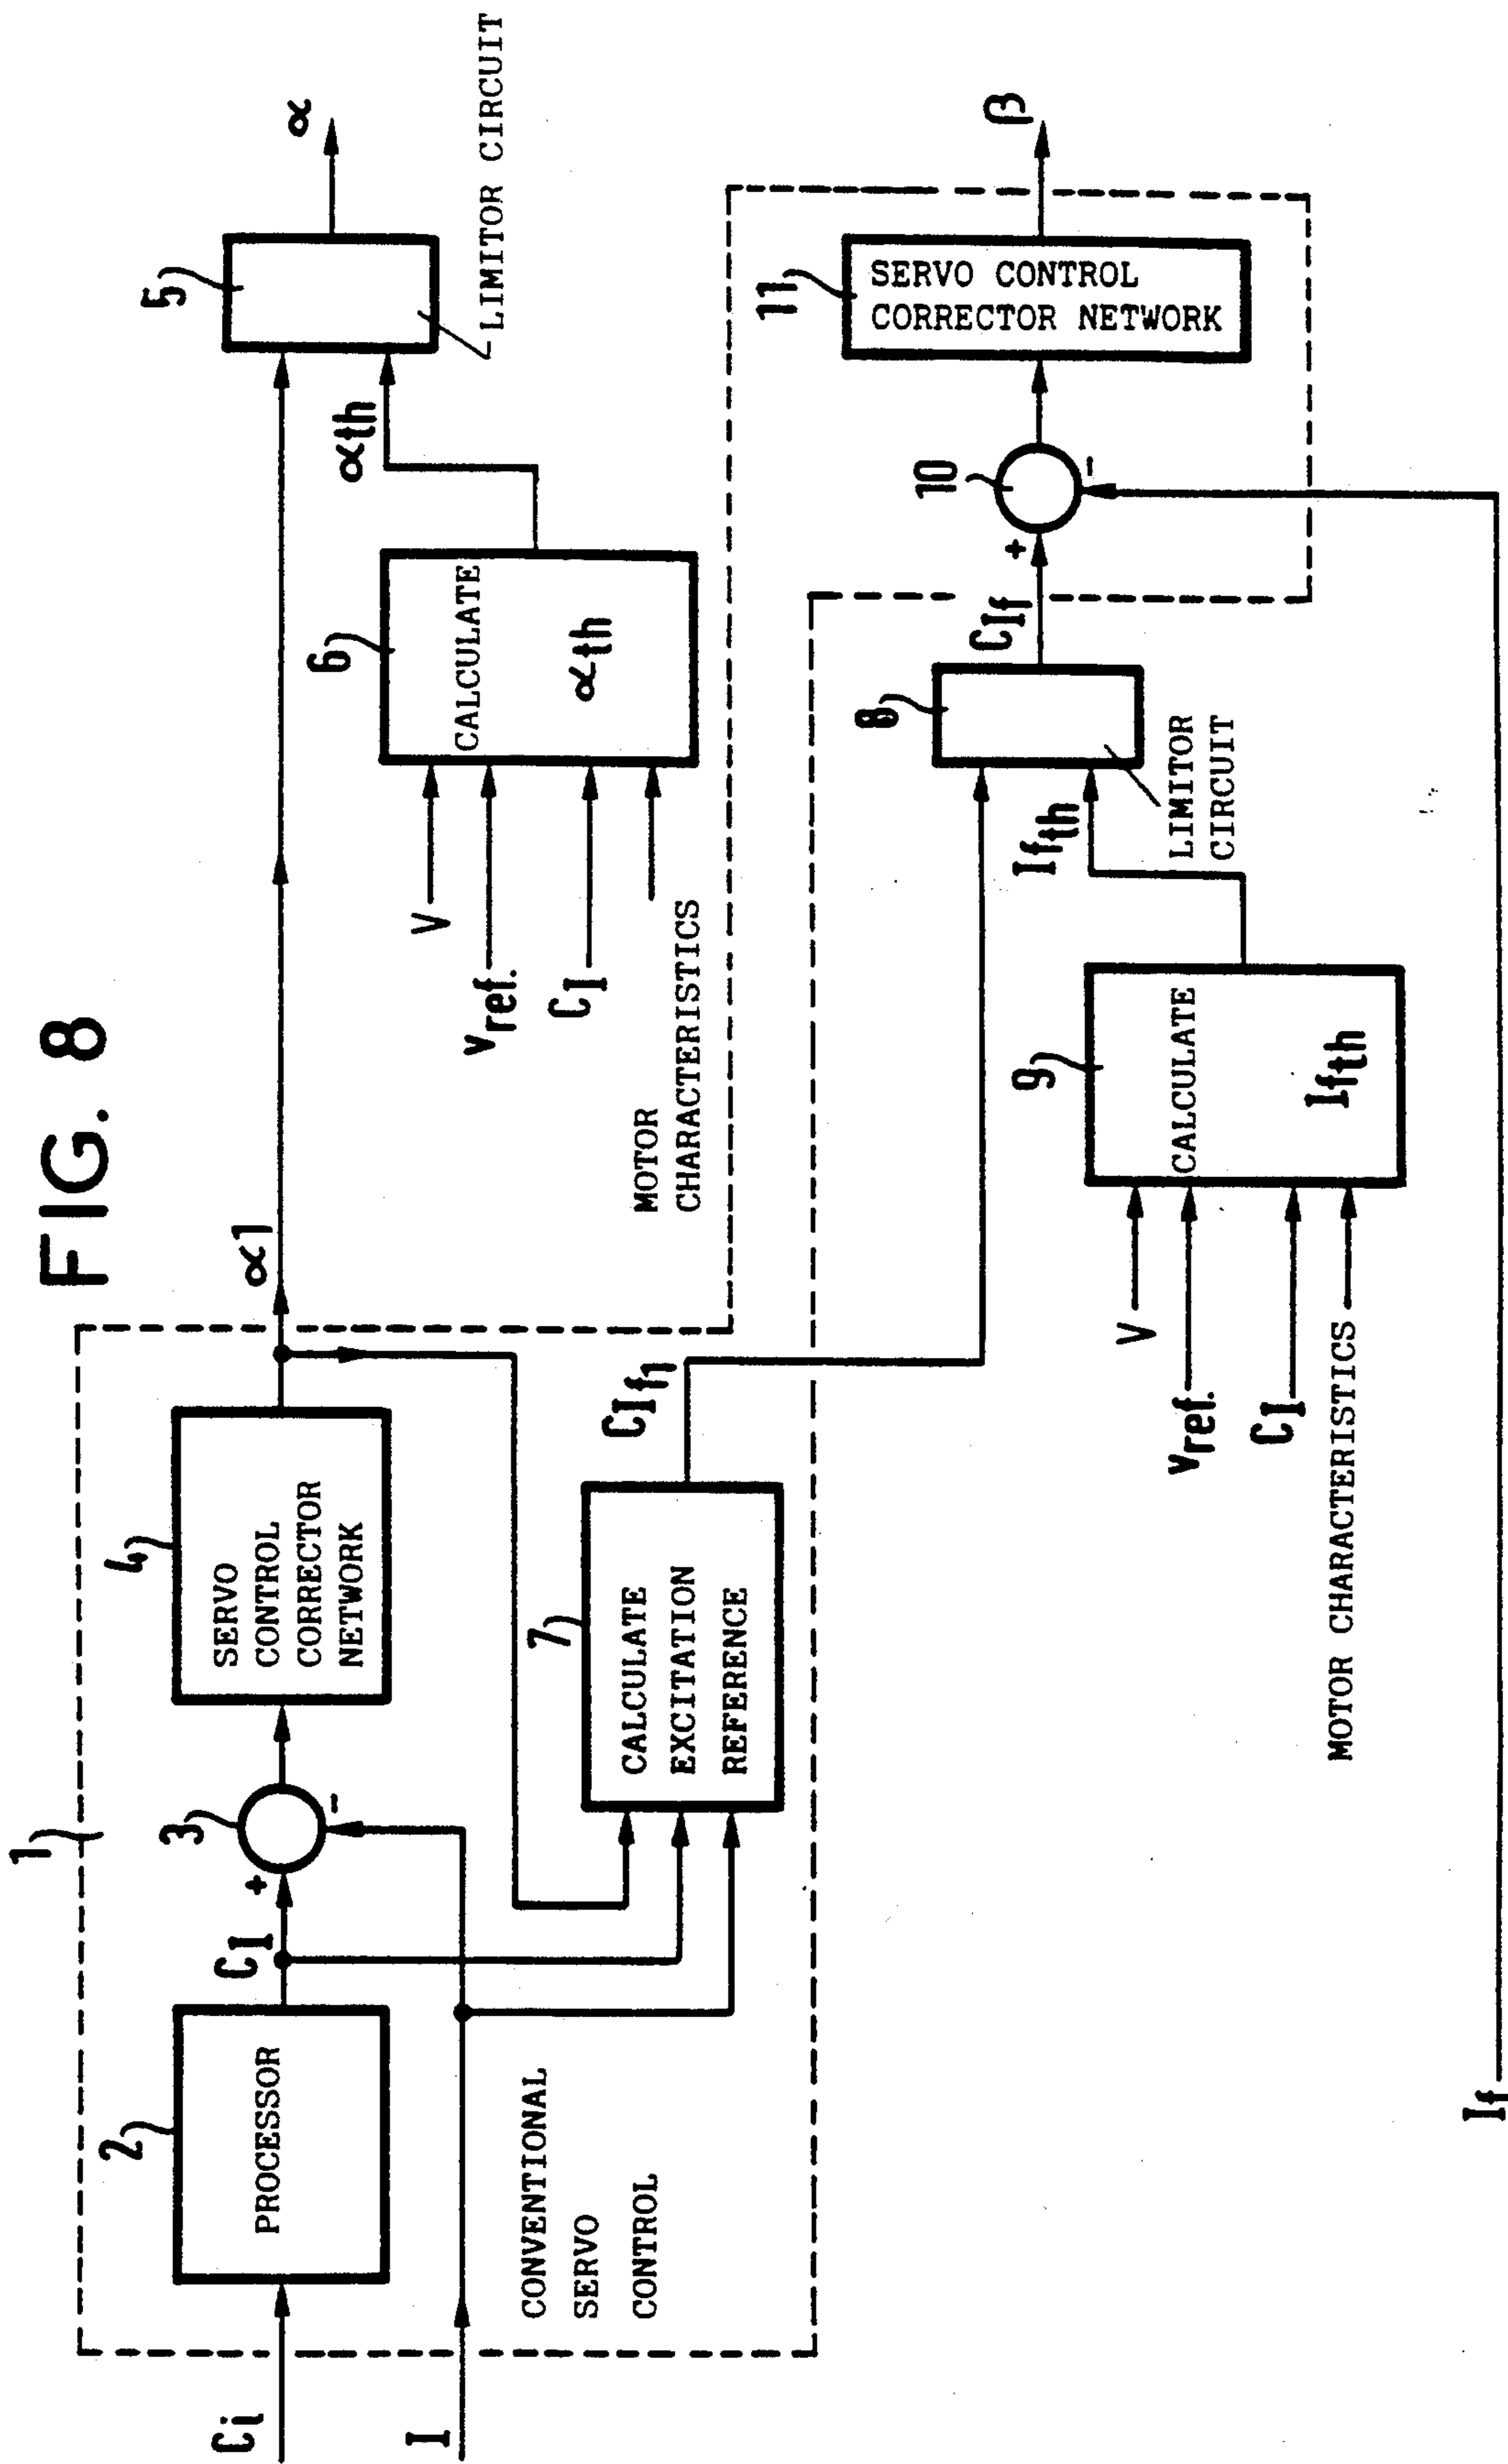 FIG. 8
1
Ci
2
PROCESSOR
CI
+
3
-
4
SERVO
CONTROL
CORRECTOR
NETWORK
α1
5
α
LIMITOR CIRCUIT
αth
6
CALCULATE
αth
V
vref.
CI
MOTOR
CHARACTERISTICS
I
CONVENTIONAL
SERVO
CONTROL
7
CALCULATE
EXCITATION
REFERENCE
CIf1
8
LIMITOR
CIRCUIT
CIf
Ifth
9
CALCULATE
Ifth
V
vref.
CI
MOTOR CHARACTERISTICS
+
10
-
11
SERVO CONTROL
CORRECTOR NETWORK
β
If